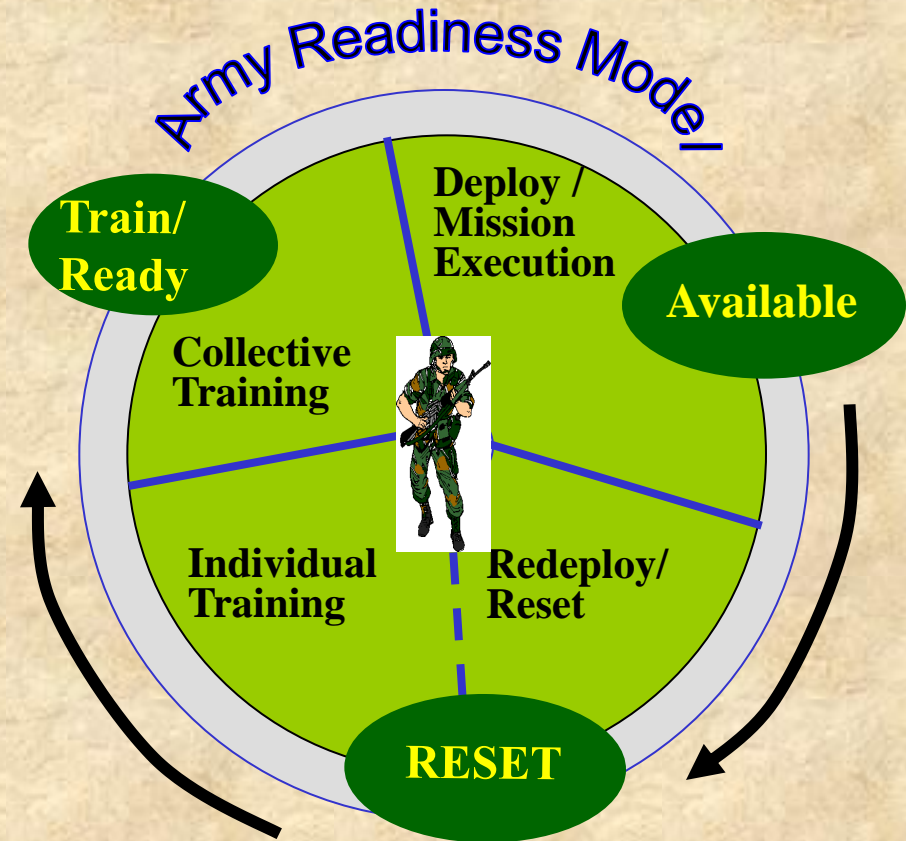 Army Readiness Model
Train/
Ready
Deploy /
Mission
Execution
Available
Collective
Training
Individual
Training
Redeploy/
Reset
RESET